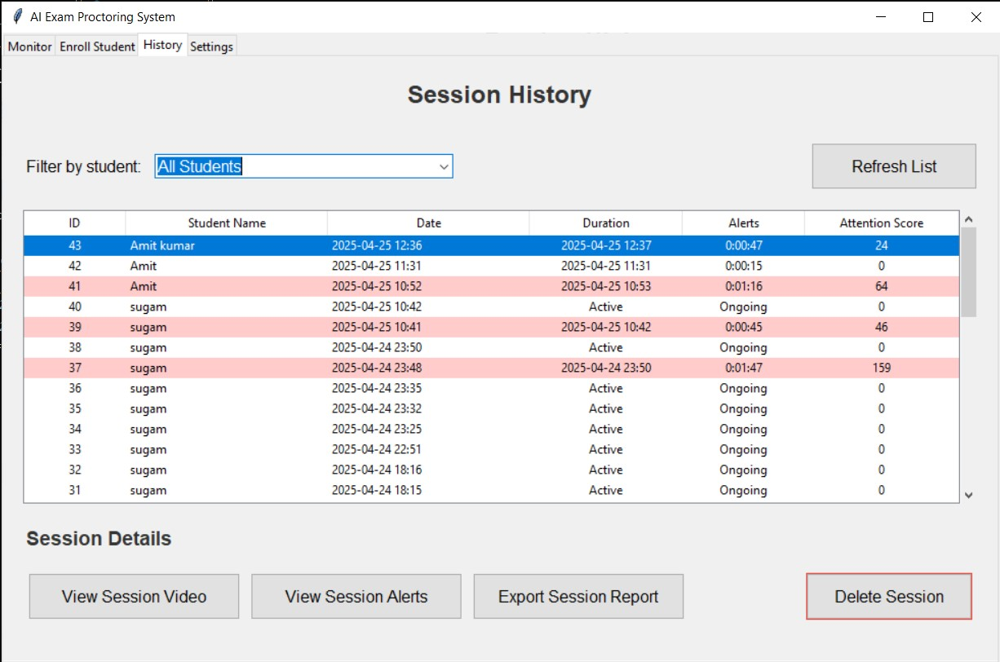 AI Exam Proctoring System
Monitor Enroll Student History Settings
Session History
Filter by student: All Students Refresh List
ID Student Name Date Duration Alerts Attention Score
43 Amit kumar 2025-04-25 12:36 2025-04-25 12:37 0:00:47 24
42 Amit 2025-04-25 11:31 2025-04-25 11:31 0:00:15 0
41 Amit 2025-04-25 10:52 2025-04-25 10:53 0:01:16 64
40 sugam 2025-04-25 10:42 Active Ongoing 0
39 sugam 2025-04-25 10:41 2025-04-25 10:42 0:00:45 46
38 sugam 2025-04-24 23:50 Active Ongoing 0
37 sugam 2025-04-24 23:48 2025-04-24 23:50 0:01:47 159
36 sugam 2025-04-24 23:35 Active Ongoing 0
35 sugam 2025-04-24 23:32 Active Ongoing 0
34 sugam 2025-04-24 23:25 Active Ongoing 0
33 sugam 2025-04-24 22:51 Active Ongoing 0
32 sugam 2025-04-24 18:16 Active Ongoing 0
31 sugam 2025-04-24 18:15 Active Ongoing 0
Session Details
View Session Video View Session Alerts Export Session Report Delete Session